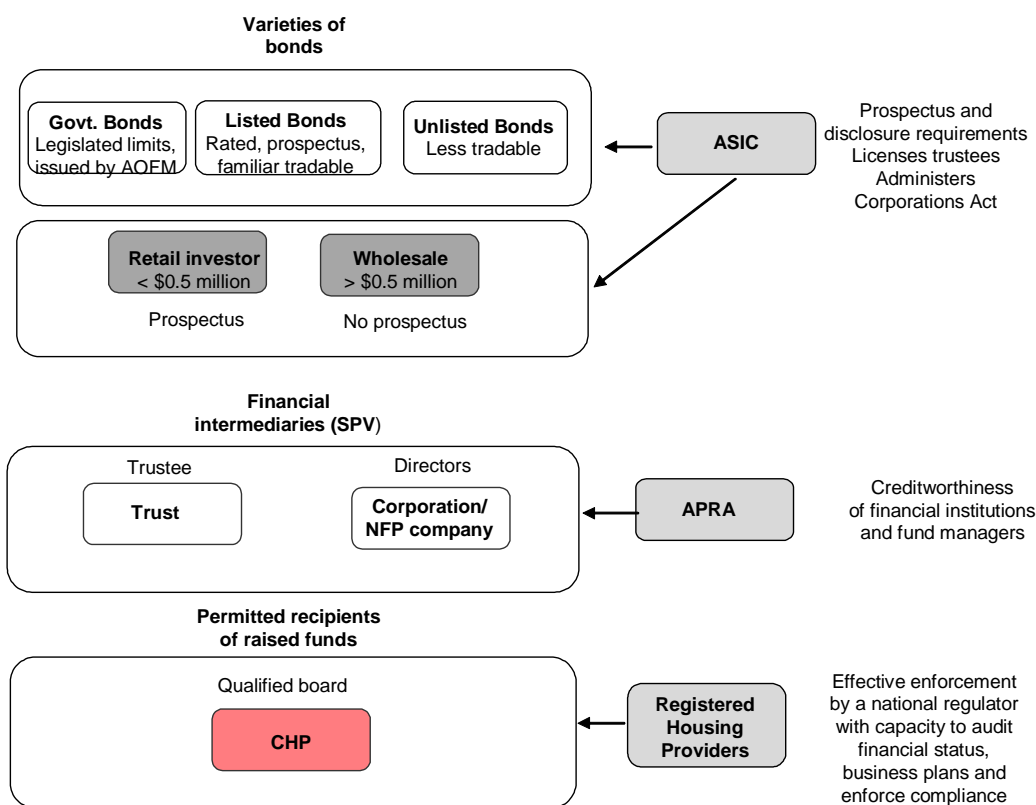 Varieties of
bonds
Govt. Bonds
Legislated limits,
issued by AOFM
Listed Bonds
Rated, prospectus,
familiar tradable
Unlisted Bonds
Less tradable
ASIC
Prospectus and
disclosure requirements
Licenses trustees
Administers
Corporations Act
Retail investor
< $0.5 million
Wholesale
> $0.5 million
Prospectus
No prospectus
Financial
intermediaries (SPV)
Trustee
Trust
Directors
Corporation/
NFP company
APRA
Creditworthiness
of financial institutions
and fund managers
Permitted recipients
of raised funds
Qualified board
CHP
Registered
Housing
Providers
Effective enforcement
by a national regulator
with capacity to audit
financial status,
business plans and
enforce compliance